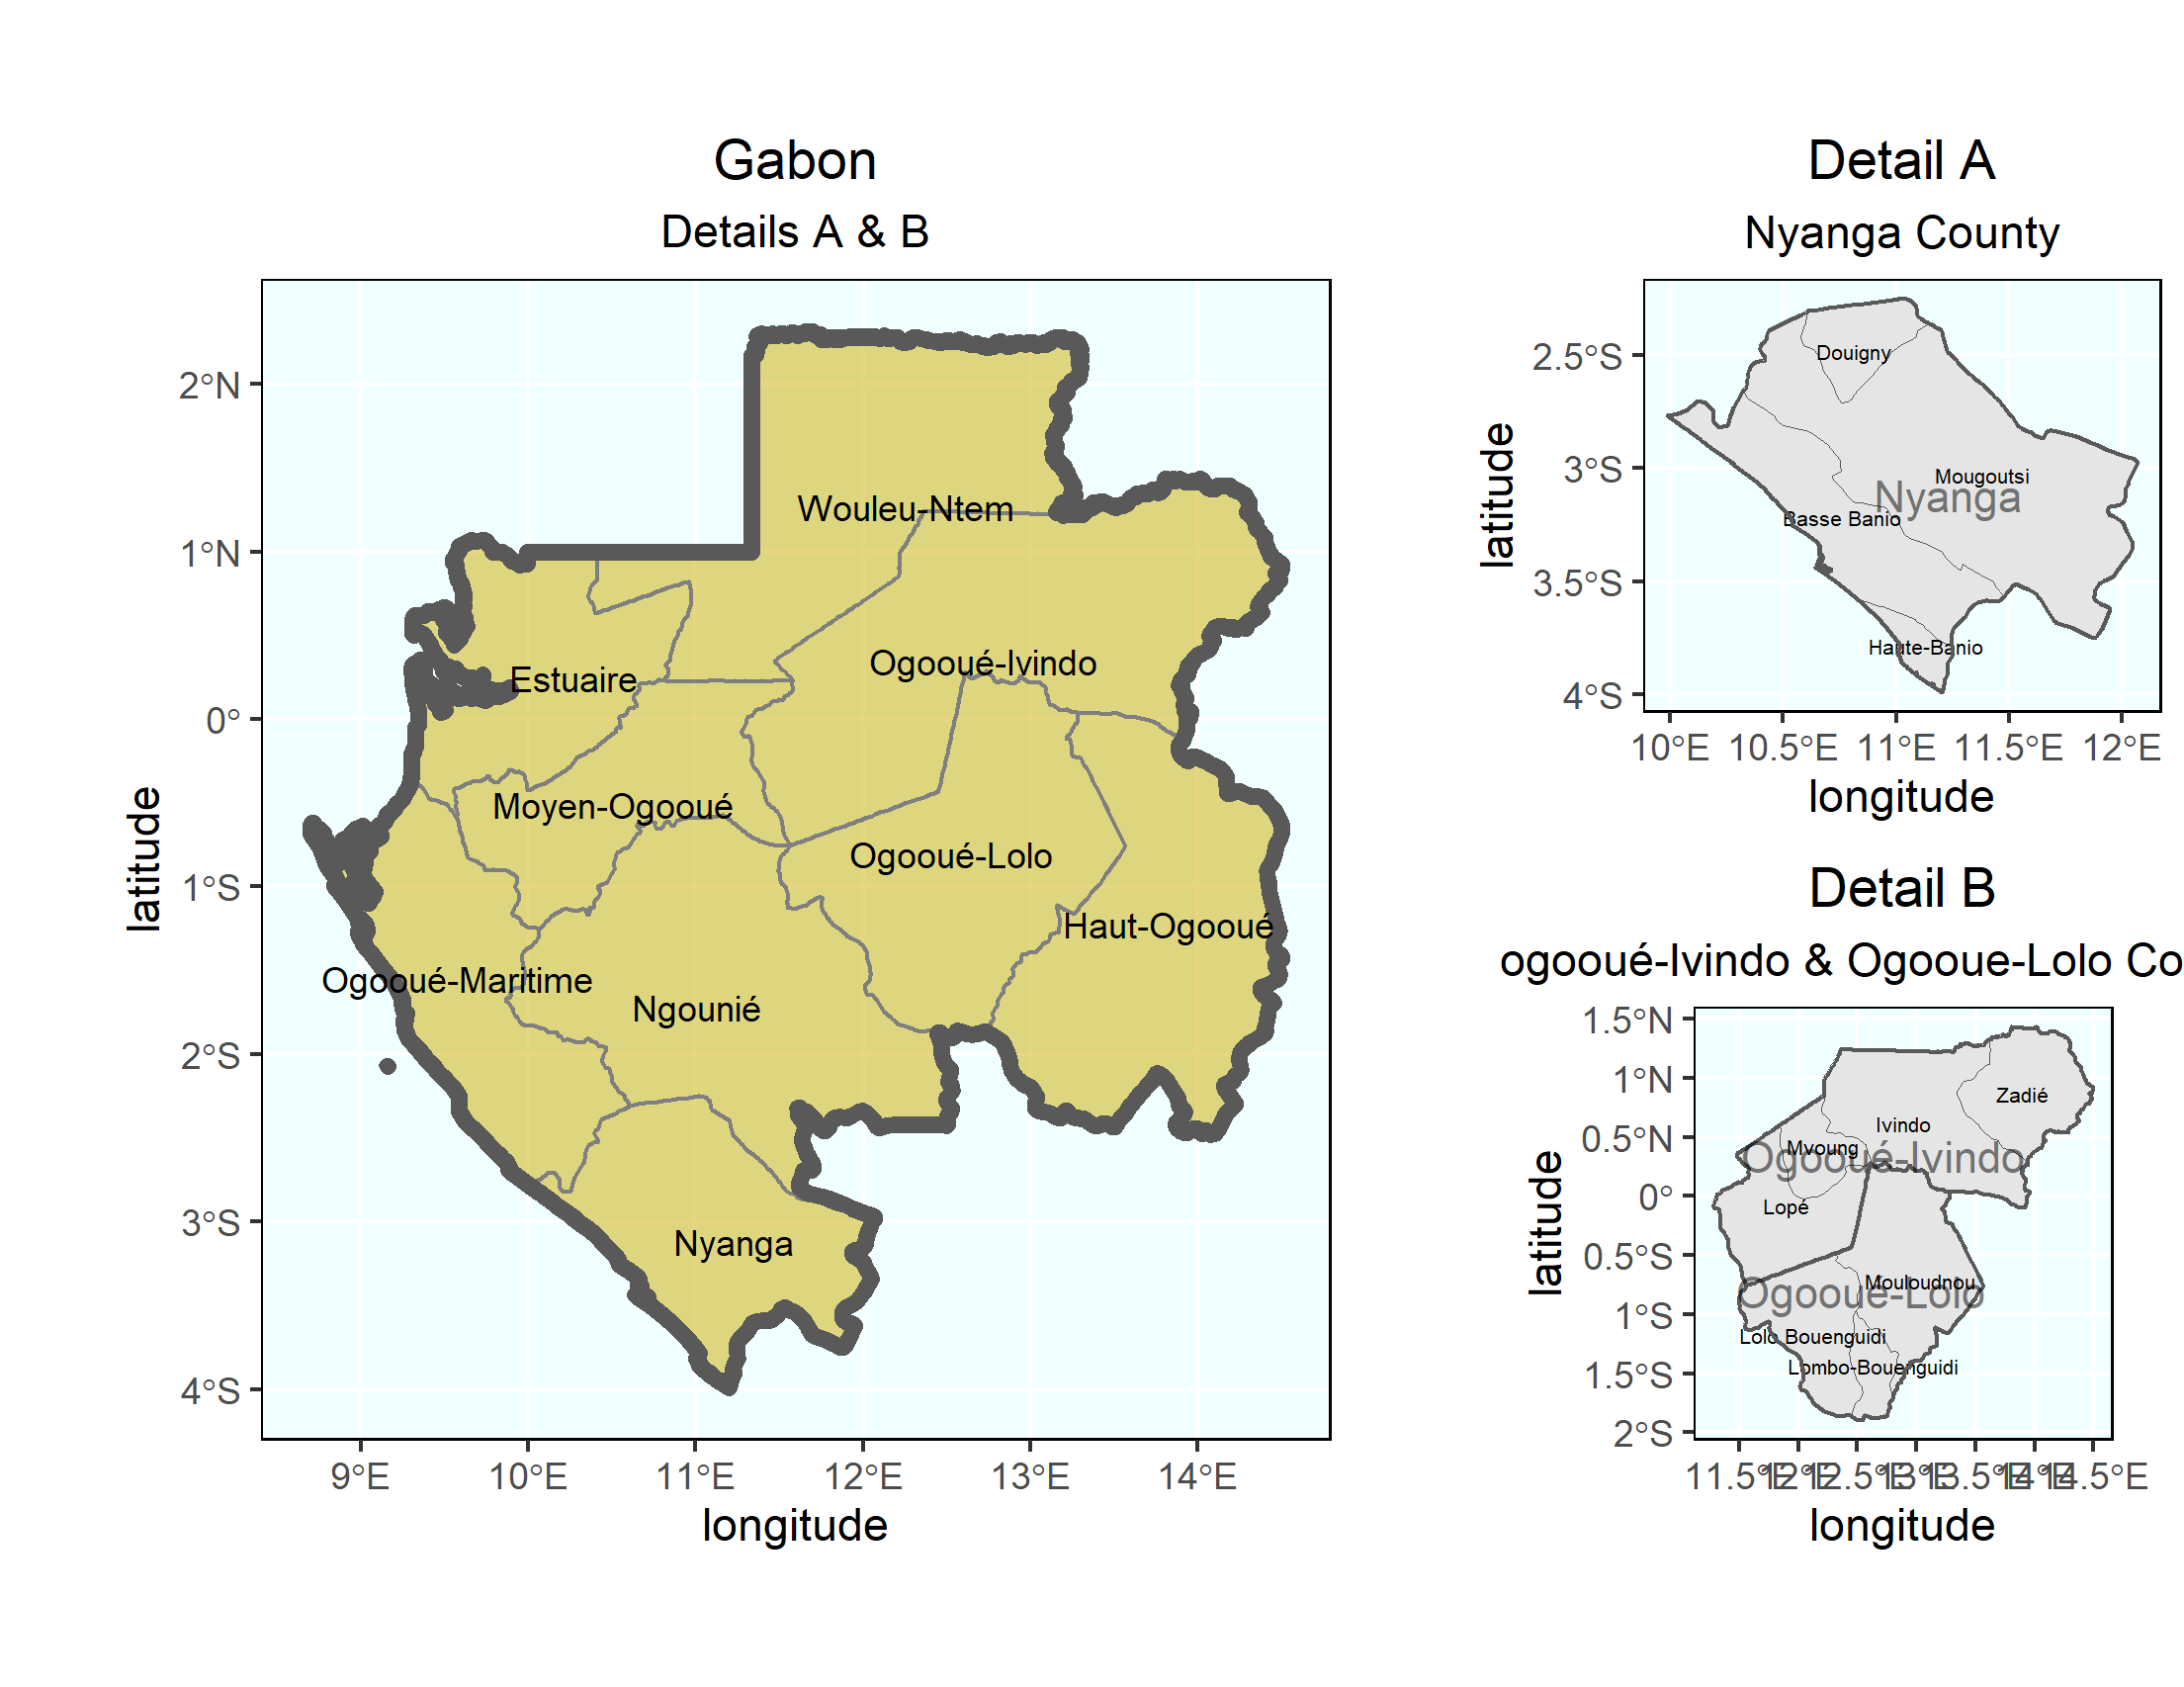 Gabon
Details A & B
latitude
2°N
1°N
0°
1°S
2°S
3°S
4°S
Wouleu-Ntem
Estuaire
Ogooué-Ivindo
Moyen-Ogooué
Ogooué-Lolo
Haut-Ogooué
Ogooué-Maritime
Ngounié
Nyanga
9°E 10°E 11°E 12°E 13°E 14°E
longitude
Detail A
Nyanga County
latitude
2.5°S
3°S
3.5°S
4°S
Douigny
Mougoutsi
Nyanga
Basse Banio
Haute-Banio
10°E 10.5°E 11°E 11.5°E 12°E
longitude
Detail B
ogooué-Ivindo & Ogooue-Lolo Co
latitude
1.5°N
1°N
0.5°N
0°
0.5°S
1°S
1.5°S
2°S
Zadié
Ivindo
Mvoung
Ogooué-Ivindo
Lopé
Mouloudnou
Ogooué-Lolo
Lolo Bouenguidi
Lombo-Bouenguidi
11.5°E 12°E 12.5°E 13°E 13.5°E 14°E 14.5°E
longitude